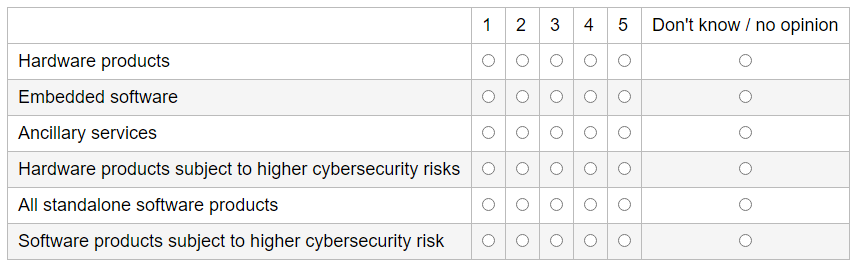 1 2 3 4 5 Don't know / no opinion
Hardware products
Embedded software
Ancillary services
Hardware products subject to higher cybersecurity risks
All standalone software products
Software products subject to higher cybersecurity risk